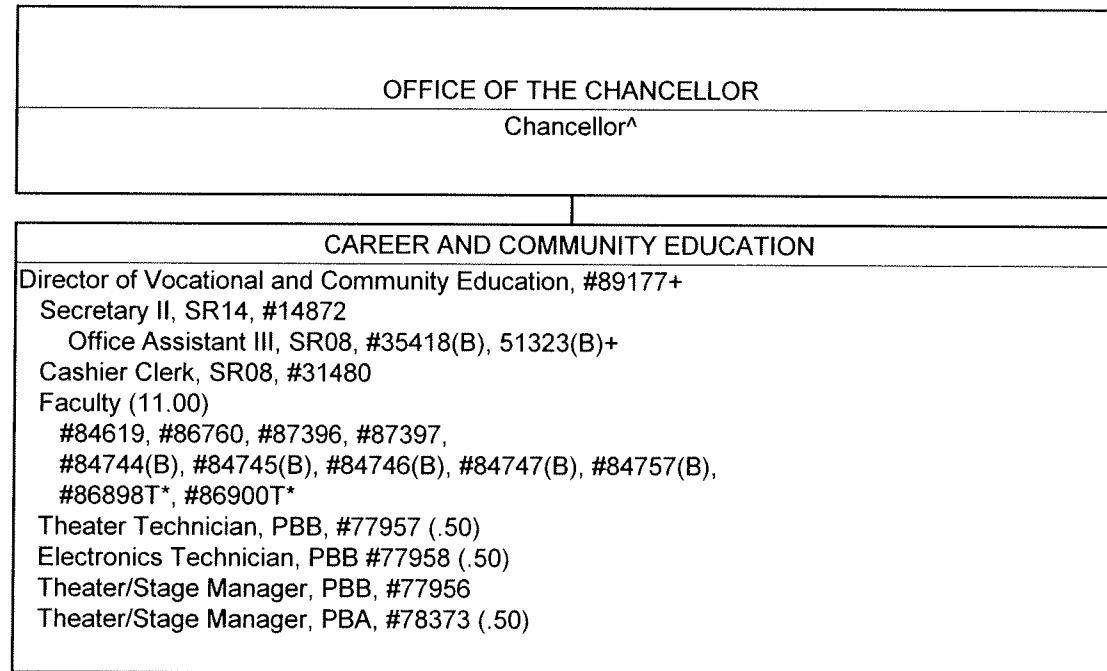 OFFICE OF THE CHANCELLOR
Chancellor^
CAREER AND COMMUNITY EDUCATION
Director of Vocational and Community Education, #89177+
Secretary II, SR14, #14872
Office Assistant III, SR08, #35418(B), 51323(B)+
Cashier Clerk, SR08, #31480
Faculty (11.00)
#84619, #86760, #87396, #87397,
#84744(B), #84745(B), #84746(B), #84747(B), #84757(B),
#86898T*, #86900T*
Theater Technician, PBB, #77957 (.50)
Electronics Technician, PBB #77958 (.50)
Theater/Stage Manager, PBB, #77956
Theater/Stage Manager, PBA, #78373 (.50)